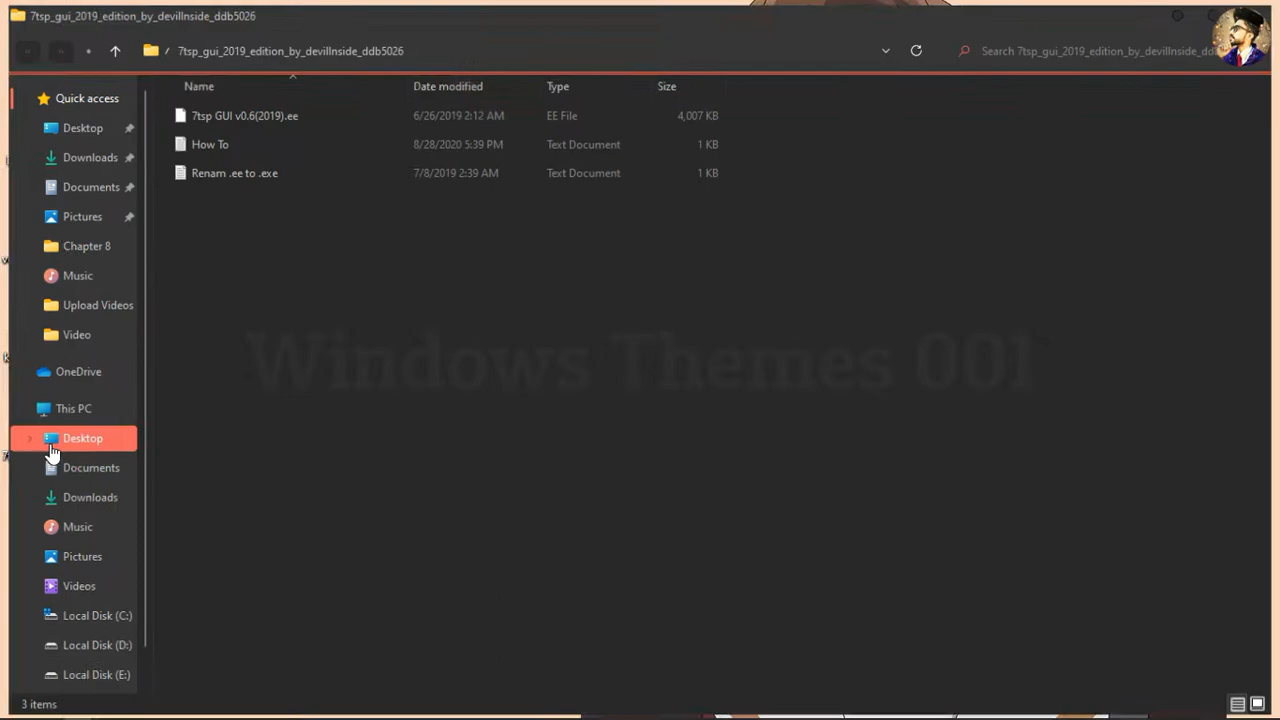 7tsp_gui_2019_edition_by_devillnside_ddb5026
/ 7tsp_gui_2019_edition_by_devillnside_ddb5026
Search 7tsp_gui_2019_edition_by_devillnside_ddb
Name Date modified Type Size
Quick access
Desktop
Downloads
Documents
Pictures
Chapter 8
Music
Upload Videos
Video
OneDrive
This PC
Desktop
Documents
Downloads
Music
Pictures
Videos
Local Disk (C:)
Local Disk (D:)
Local Disk (E:)
7tsp GUI v0.6(2019).ee 6/26/2019 2:12 AM EE File 4,007 KB
How To 8/28/2020 5:39 PM Text Document 1 KB
Renam .ee to .exe 7/8/2019 2:39 AM Text Document 1 KB
Windows Themes 001
3 items